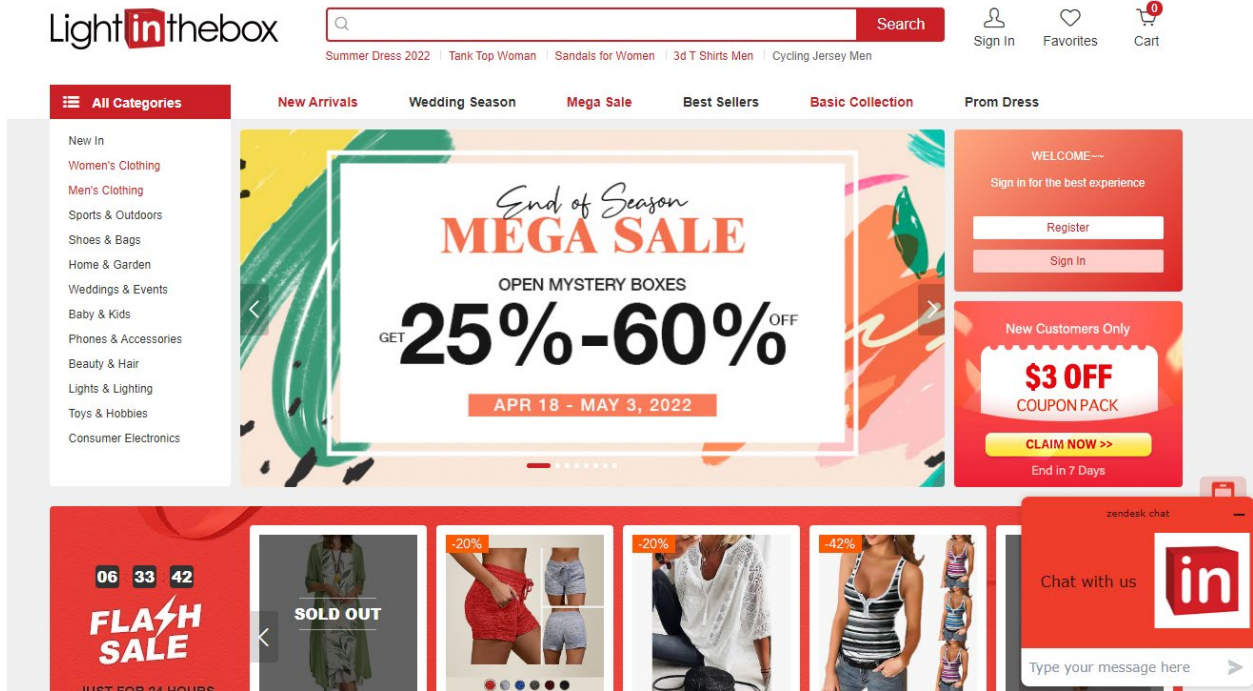 Lightinthebox
Search
Sign In
Favorites
0
Cart
Summer Dress 2022
Tank Top Woman
Sandals for Women
3d T Shirts Men
Cycling Jersey Men
All Categories
New Arrivals
Wedding Season
Mega Sale
Best Sellers
Basic Collection
Prom Dress
New In
Women's Clothing
Men's Clothing
Sports & Outdoors
Shoes & Bags
Home & Garden
Weddings & Events
Baby & Kids
Phones & Accessories
Beauty & Hair
Lights & Lighting
Toys & Hobbies
Consumer Electronics
End of Season
MEGA SALE
OPEN MYSTERY BOXES
GET 25%-60% OFF
APR 18 - MAY 3, 2022
WELCOME~~
Sign in for the best experience
Register
Sign In
New Customers Only
$3 OFF
COUPON PACK
CLAIM NOW >>
End in 7 Days
06 33 42
FLASH
SALE
JUST FOR 24 HOURS
SOLD OUT
-20%
-20%
-42%
zendesk chat
Chat with us
in
Type your message here